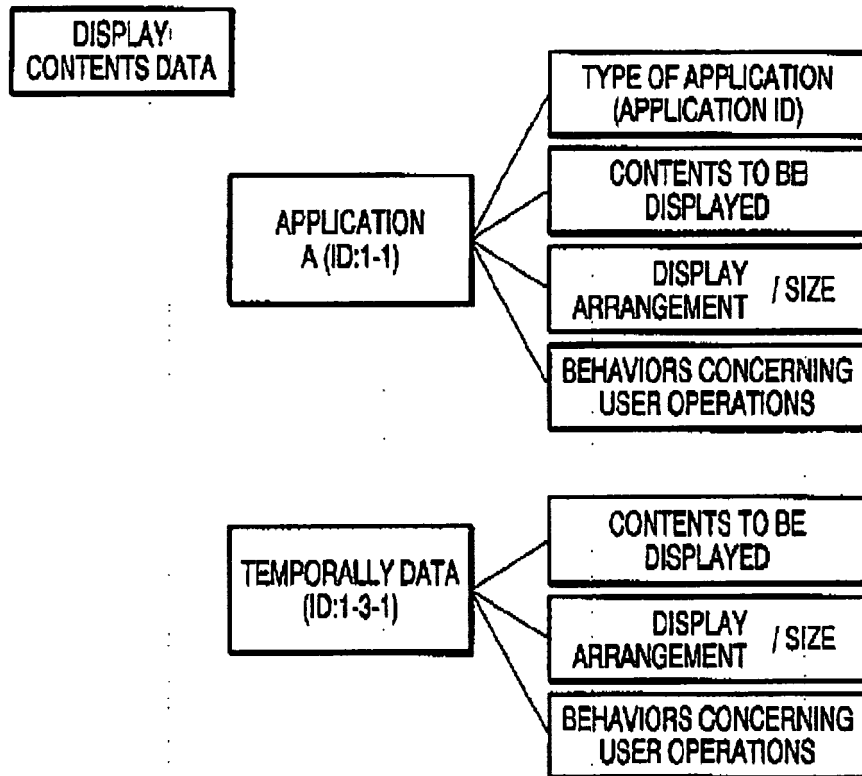 DISPLAY
CONTENTS DATA
APPLICATION
A (ID:1-1)
TYPE OF APPLICATION
(APPLICATION ID)
CONTENTS TO BE
DISPLAYED
DISPLAY
ARRANGEMENT / SIZE
BEHAVIORS CONCERNING
USER OPERATIONS
TEMPORALLY DATA
(ID:1-3-1)
CONTENTS TO BE
DISPLAYED
DISPLAY
ARRANGEMENT / SIZE
BEHAVIORS CONCERNING
USER OPERATIONS